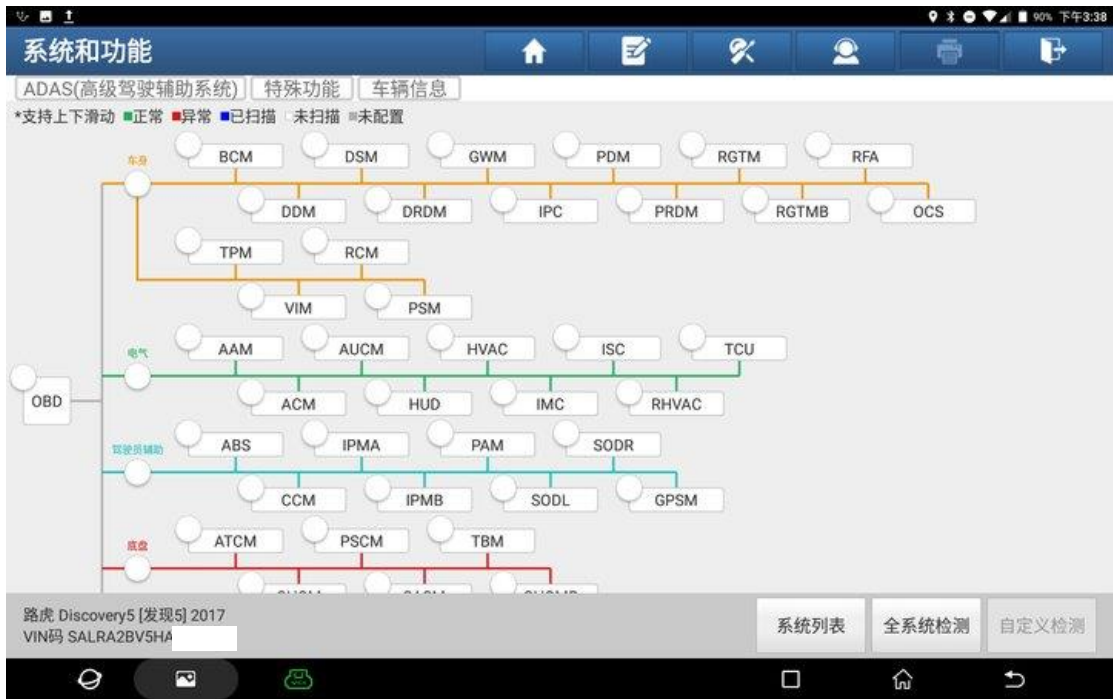 90% 下午3:38
系统和功能
ADAS(高级驾驶辅助系统) 特殊功能 车辆信息
*支持上下滑动 正常 异常 已扫描 未扫描 未配置
车身
BCM DSM GWM PDM RGTM RFA
DDM DRDM IPC PRDM RGTMB OCS
TPM RCM
VIM PSM
电气
AAM AUCM HVAC ISC TCU
OBD
ACM HUD IMC RHVAC
驾驶员辅助
ABS IPMA PAM SODR
CCM IPMB SODL GPSM
底盘
ATCM PSCM TBM
路虎 Discovery5 [发现5] 2017
VIN码 SALRA2BV5HA
系统列表 全系统检测 自定义检测